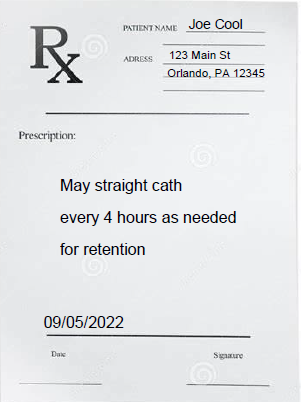 Rx
PATIENT NAME Joe Cool
ADRESS 123 Main St
Orlando, PA 12345
Prescription:
May straight cath
every 4 hours as needed
for retention
09/05/2022
Date Signature